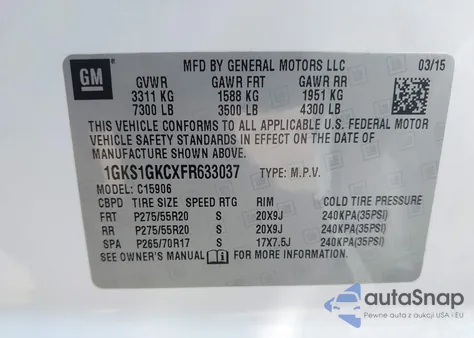 GM
MFD BY GENERAL MOTORS LLC 03/15
GVWR GAWR FRT GAWR RR
3311 KG 1588 KG 1951 KG
7300 LB 3500 LB 4300 LB
THIS VEHICLE CONFORMS TO ALL APPLICABLE U.S. FEDERAL MOTOR
VEHICLE SAFETY STANDARDS IN EFFECT ON THE DATE OF
MANUFACTURE SHOWN ABOVE.
1GKS1GKCXFR633037 TYPE: M.P.V.
MODEL: C15906
CBPD TIRE SIZE SPEED RTG RIM COLD TIRE PRESSURE
FRT P275/55R20 S 20X9J 240KPA(35PSI)
RR P275/55R20 S 20X9J 240KPA(35PSI)
SPA P265/70R17 S 17X7.5J 240KPA(35PSI)
SEE OWNER'S MANUAL FOR MORE INFORMATION.
autoSnap
Pewne auta z aukcji USA i EU